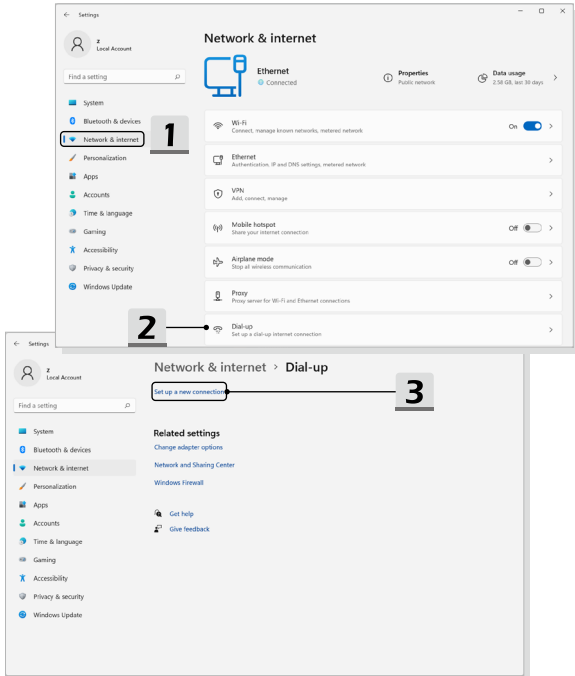 Settings
z
Local Account
Find a setting
System
Bluetooth & devices
Network & internet
Personalization
Apps
Accounts
Time & language
Gaming
Accessibility
Privacy & security
Windows Update
1
Network & internet
Ethernet
Connected
Properties
Public network
Data usage
2.58 GB, last 30 days
Wi-Fi
Connect, manage known networks, metered network
On
Ethernet
Authentication, IP and DNS settings, metered network
VPN
Add, connect, manage
Mobile hotspot
Share your internet connection
Off
Airplane mode
Stop all wireless communication
Off
Proxy
Proxy server for Wi-Fi and Ethernet connections
2
Dial-up
Set up a dial-up internet connection
Settings
z
Local Account
Find a setting
System
Bluetooth & devices
Network & internet
Personalization
Apps
Accounts
Time & language
Gaming
Accessibility
Privacy & security
Windows Update
Network & internet > Dial-up
Set up a new connection
3
Related settings
Change adapter options
Network and Sharing Center
Windows Firewall
Get help
Give feedback